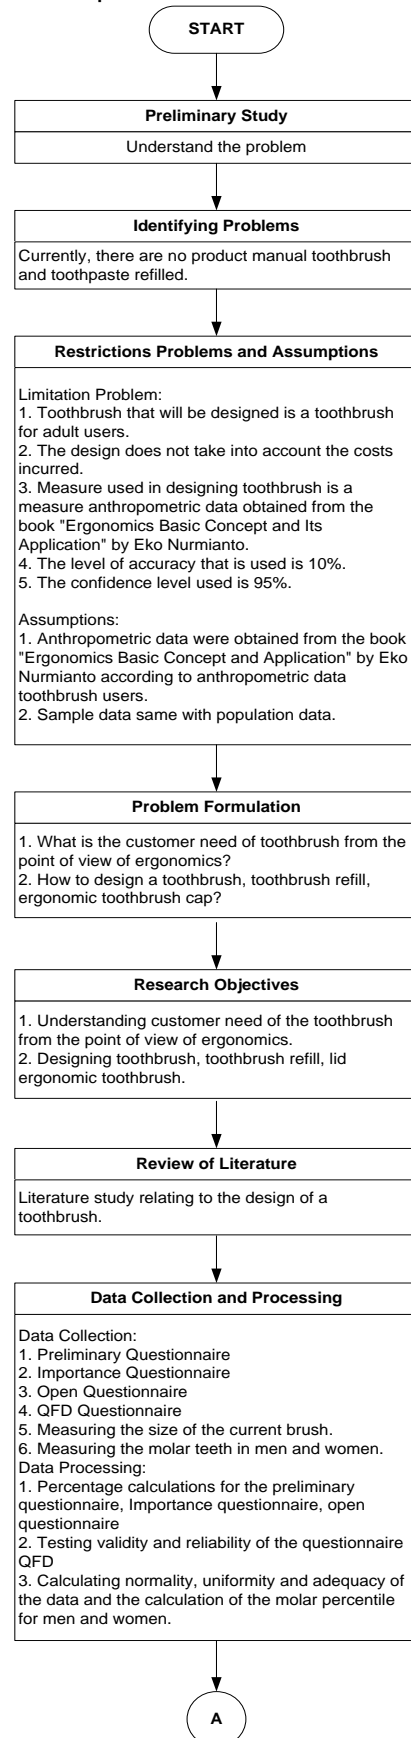 START
Preliminary Study
Understand the problem
Identifying Problems
Currently, there are no product manual toothbrush
and toothpaste refilled.
Restrictions Problems and Assumptions
Limitation Problem:
1. Toothbrush that will be designed is a toothbrush
for adult users.
2. The design does not take into account the costs
incurred.
3. Measure used in designing toothbrush is a
measure anthropometric data obtained from the
book "Ergonomics Basic Concept and Its
Application" by Eko Nurmianto.
4. The level of accuracy that is used is 10%.
5. The confidence level used is 95%.
Assumptions:
1. Anthropometric data were obtained from the book
"Ergonomics Basic Concept and Application" by Eko
Nurmianto according to anthropometric data
toothbrush users.
2. Sample data same with population data.
Problem Formulation
1. What is the customer need of toothbrush from the
point of view of ergonomics?
2. How to design a toothbrush, toothbrush refill,
ergonomic toothbrush cap?
Research Objectives
1. Understanding customer need of the toothbrush
from the point of view of ergonomics.
2. Designing toothbrush, toothbrush refill, lid
ergonomic toothbrush.
Review of Literature
Literature study relating to the design of a
toothbrush.
Data Collection and Processing
Data Collection:
1. Preliminary Questionnaire
2. Importance Questionnaire
3. Open Questionnaire
4. QFD Questionnaire
5. Measuring the size of the current brush.
6. Measuring the molar teeth in men and women.
Data Processing:
1. Percentage calculations for the preliminary
questionnaire, Importance questionnaire, open
questionnaire
2. Testing validity and reliability of the questionnaire
QFD
3. Calculating normality, uniformity and adequacy of
the data and the calculation of the molar percentile
for men and women.
A